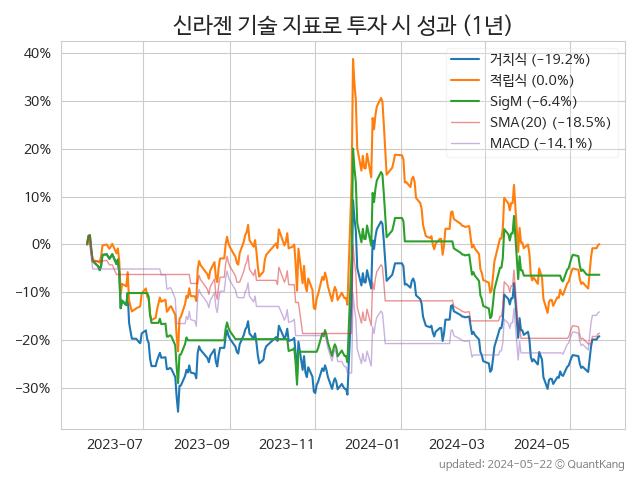 신라젠 기술 지표로 투자 시 성과 (1년)
거치식 (−19.2%)
적립식 (0.0%)
SigM (−6.4%)
SMA(20) (−18.5%)
MACD (−14.1%)
40%
30%
20%
10%
0%
−10%
−20%
−30%
2023−07
2023−09
2023−11
2024−01
2024−03
2024−05
updated: 2024-05-22 © QuantKang